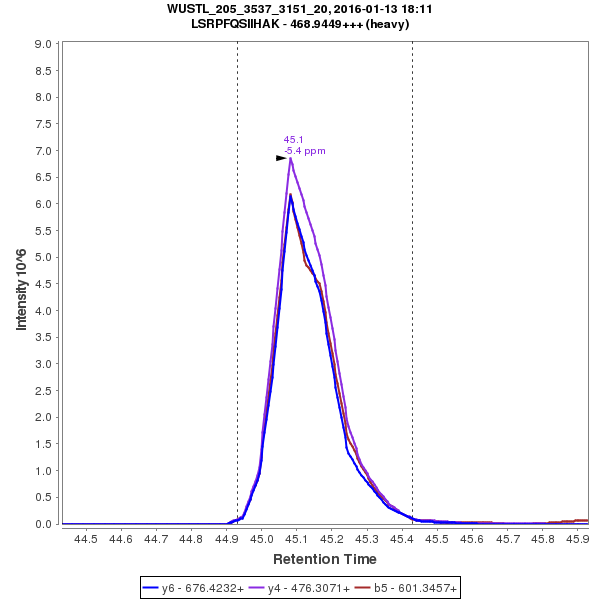 WUSTL_205_3537_3151_20, 2016-01-13 18:11
LSRPFQSIIHAK - 468.9449+++ (heavy)
9.0
8.5
8.0
7.5
7.0
6.5
6.0
5.5
5.0
4.5
4.0
3.5
3.0
2.5
2.0
1.5
1.0
0.5
0.0
Intensity 10^6
45.1
-5.4 ppm
44.5 44.6 44.7 44.8 44.9 45.0 45.1 45.2 45.3 45.4 45.5 45.6 45.7 45.8 45.9
Retention Time
y6 - 676.4232+ y4 - 476.3071+ b5 - 601.3457+